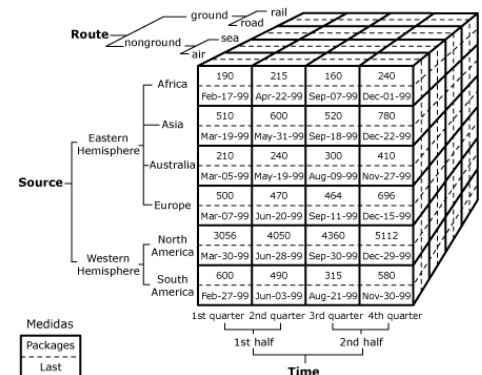 ground
rail
road
Route
nonground
sea
air
Africa
190 215 160 240
Feb-17-99 Apr-22-99 Sep-07-99 Dec-01-99
Asia
510 600 520 780
Mar-19-99 May-31-99 Sep-18-99 Dec-22-99
Eastern
Hemisphere
Australia
210 240 300 410
Mar-05-99 May-19-99 Aug-09-99 Nov-27-99
Source
Europe
500 470 464 696
Mar-07-99 Jun-20-99 Sep-11-99 Dec-15-99
Western
Hemisphere
North
America
3056 4050 4360 5112
Mar-30-99 Jun-28-99 Sep-30-99 Dec-29-99
South
America
600 490 315 580
Feb-27-99 Jun-03-99 Aug-21-99 Nov-30-99
1st quarter 2nd quarter 3rd quarter 4th quarter
1st half 2nd half
Time
Medidas
Packages
Last